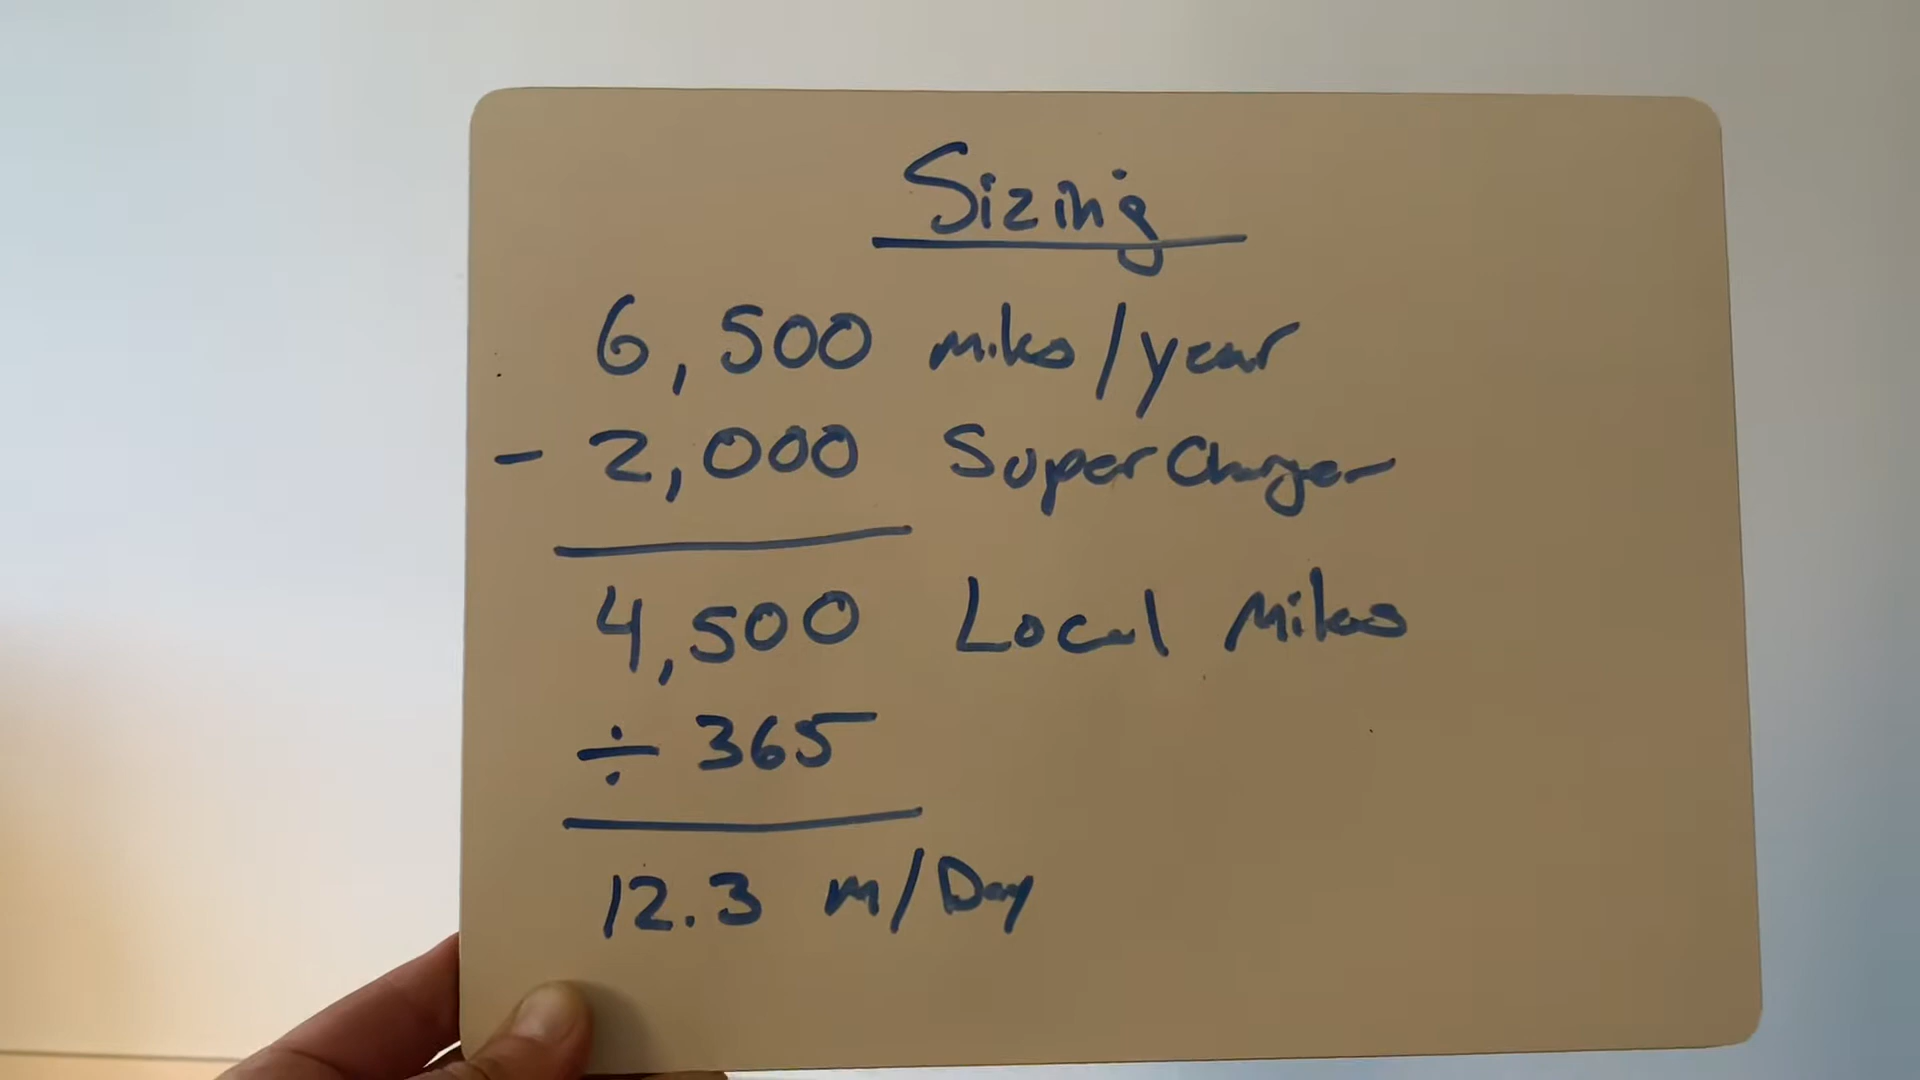 Sizing
6,500 miles/year
- 2,000 SuperCharger
4,500 Local Miles
÷ 365
12.3 m/Day